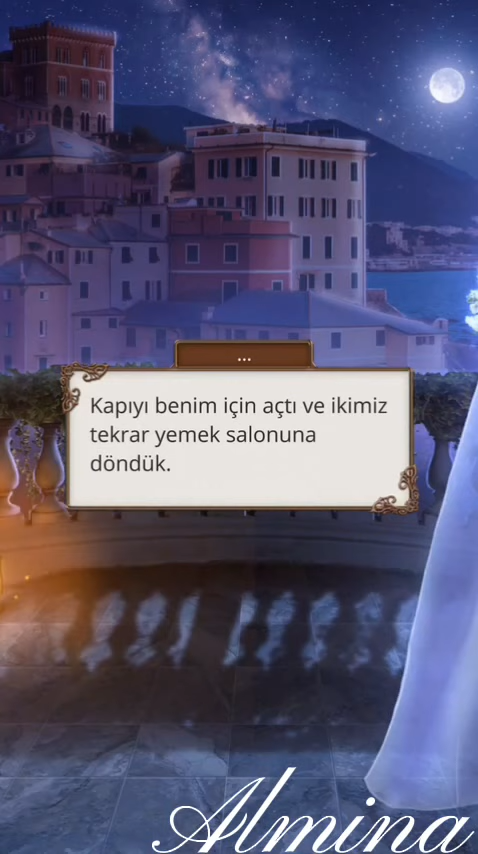 ...
Kapıyı benim için açtı ve ikimiz
tekrar yemek salonuna
döndük.
Almina